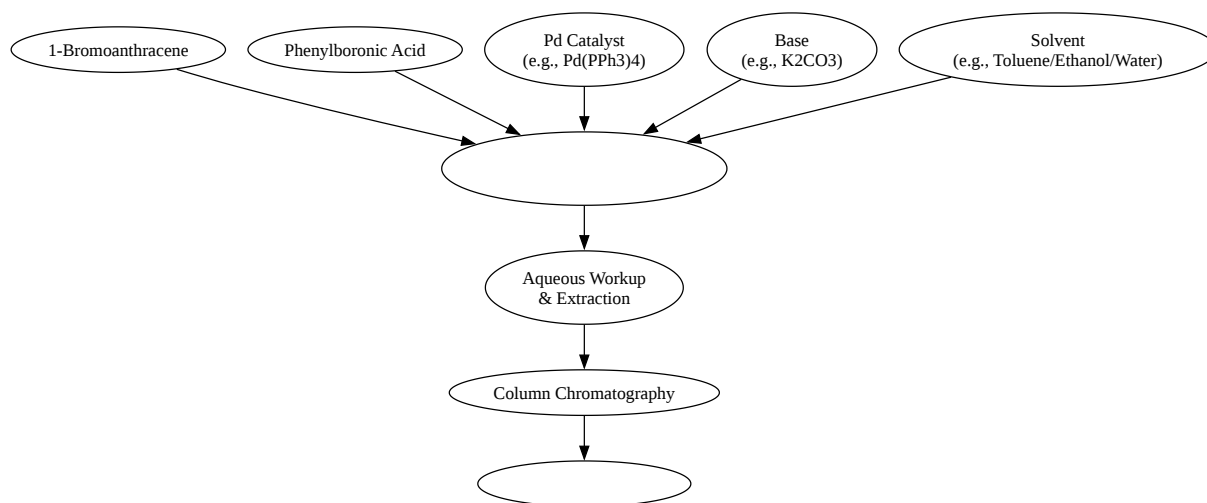 1-Bromoanthracene
Phenylboronic Acid
Pd Catalyst
(e.g., Pd(PPh3)4)
Base
(e.g., K2CO3)
Solvent
(e.g., Toluene/Ethanol/Water)
Aqueous Workup
& Extraction
Column Chromatography